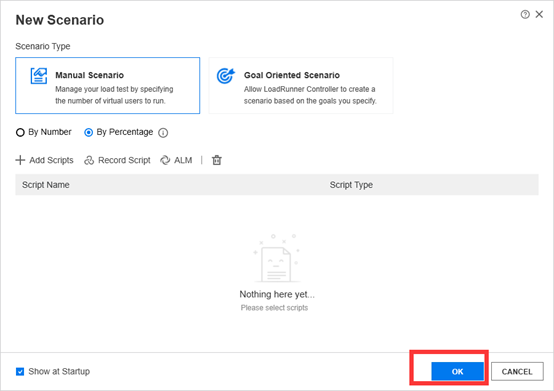 New Scenario
Scenario Type
Manual Scenario
Manage your load test by specifying
the number of virtual users to run.
Goal Oriented Scenario
Allow LoadRunner Controller to create a
scenario based on the goals you specify.
By Number By Percentage
Add Scripts Record Script ALM
Script Name Script Type
Nothing here yet...
Please select scripts
Show at Startup OK CANCEL